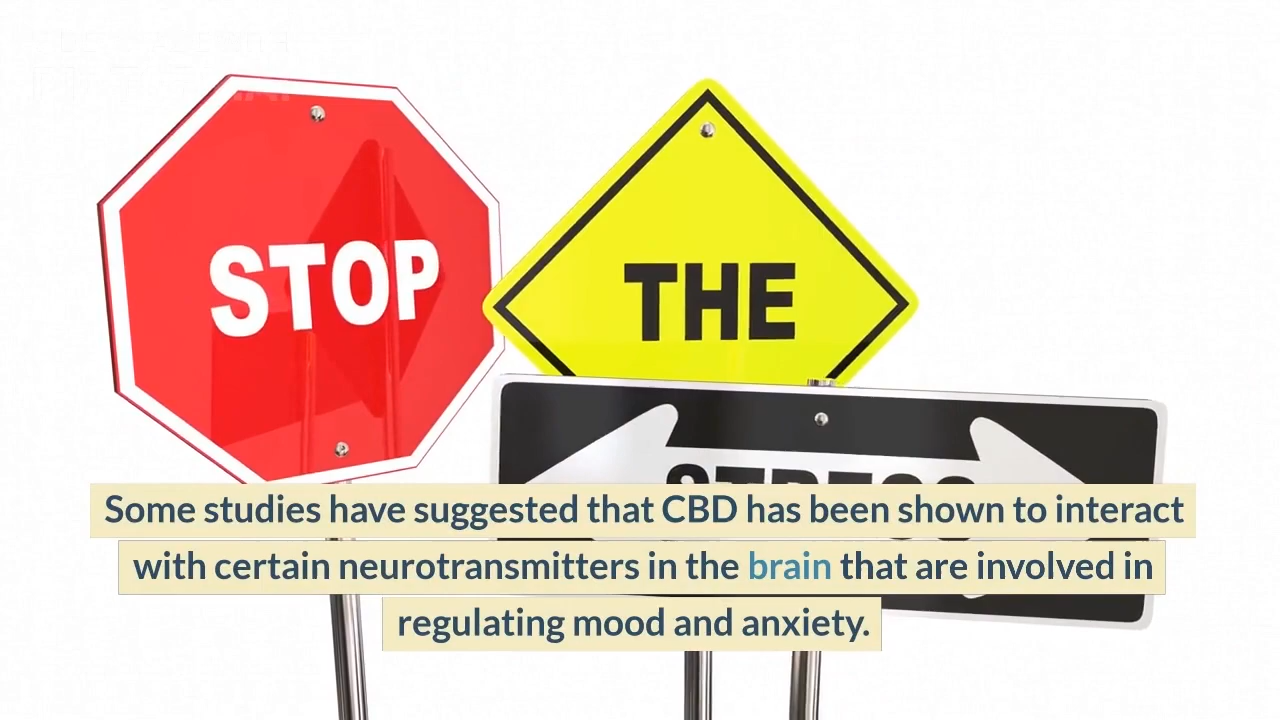 STOP
THE
STRESS
Some studies have suggested that CBD has been shown to interact
with certain neurotransmitters in the brain that are involved in
regulating mood and anxiety.